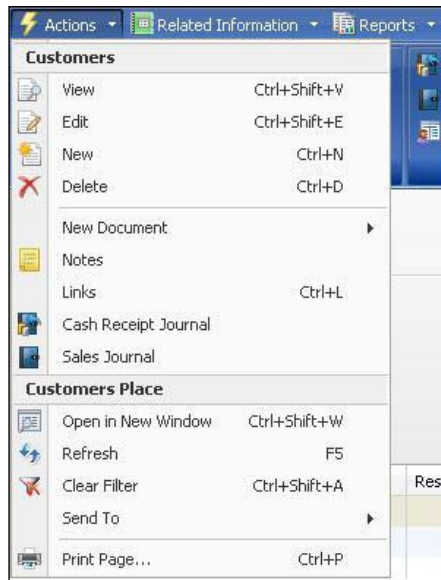 Actions Related Information Reports
Customers
View Ctrl+Shift+V
Edit Ctrl+Shift+E
New Ctrl+N
Delete Ctrl+D
New Document
Notes
Links Ctrl+L
Cash Receipt Journal
Sales Journal
Customers Place
Open in New Window Ctrl+Shift+W
Refresh F5
Clear Filter Ctrl+Shift+A
Res
Send To
Print Page... Ctrl+P